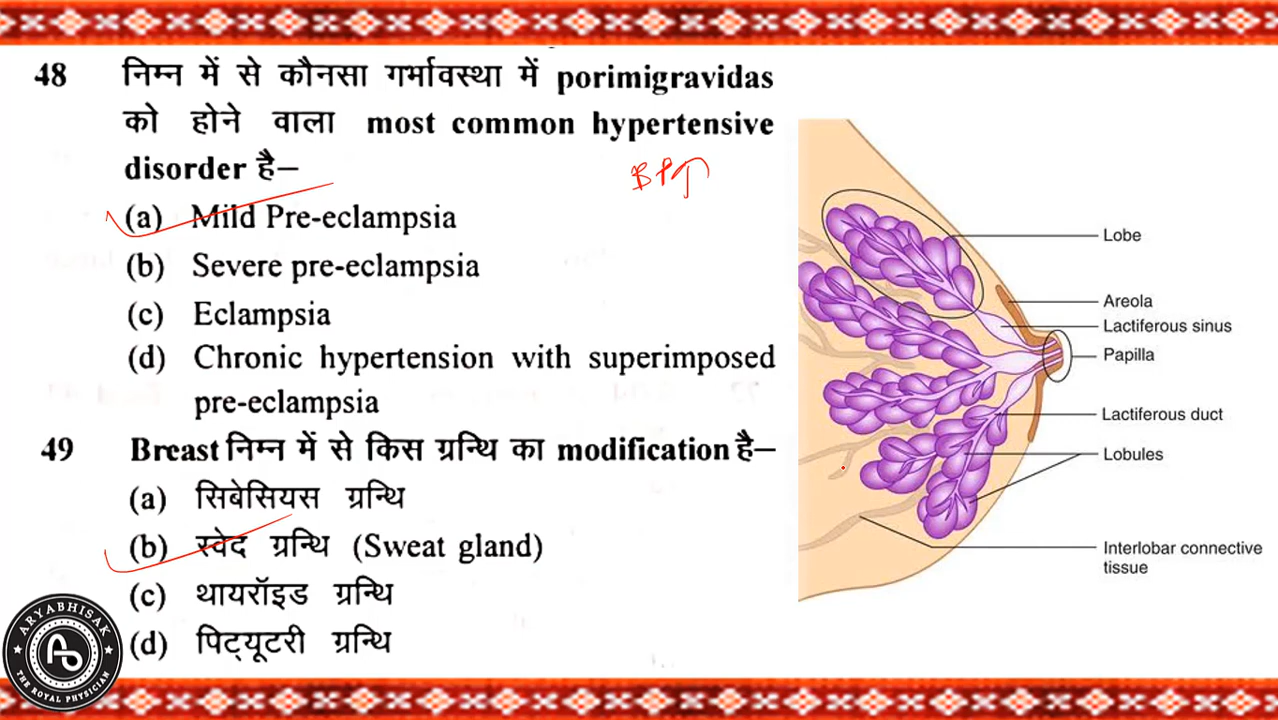 48 निम्न में से कौनसा गर्भावस्था में porimigravidas
को होने वाला most common hypertensive
disorder है–
BP↑
(a) Mild Pre-eclampsia
(b) Severe pre-eclampsia
(c) Eclampsia
(d) Chronic hypertension with superimposed
pre-eclampsia
49 Breast निम्न में से किस ग्रन्थि का modification है–
(a) सिबेसियस ग्रन्थि
(b) स्वेद ग्रन्थि (Sweat gland)
(c) थायरॉइड ग्रन्थि
(d) पिट्यूटरी ग्रन्थि
Lobe
Areola
Lactiferous sinus
Papilla
Lactiferous duct
Lobules
Interlobar connective
tissue
ARYABHISAK
THE ROYAL PHYSICIAN